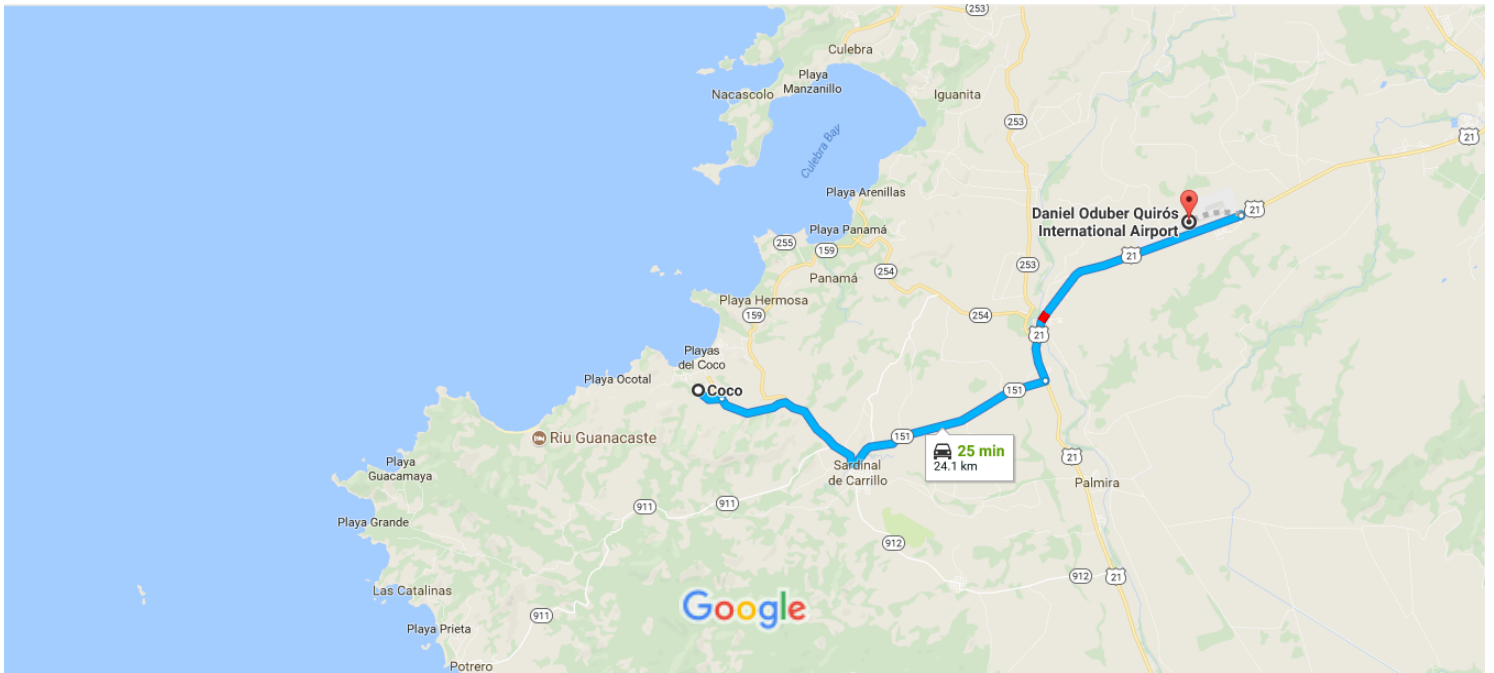 253
Culebra
Playa
Manzanillo
Nacascolo
Iguanita
253
21
Culebra Bay
Playa Arenillas
Daniel Oduber Quirós
International Airport
21
Playa Panamá
255
159
21
253
254
Panamá
Playa Hermosa
159
254
21
Playas
del Coco
Playa Ocotal
Coco
151
Riu Guanacaste
151
25 min
24.1 km
21
Playa
Guacamaya
Sardinal
de Carrillo
Palmira
911
911
Playa Grande
912
912
21
Las Catalinas
Google
911
Playa Prieta
Potrero